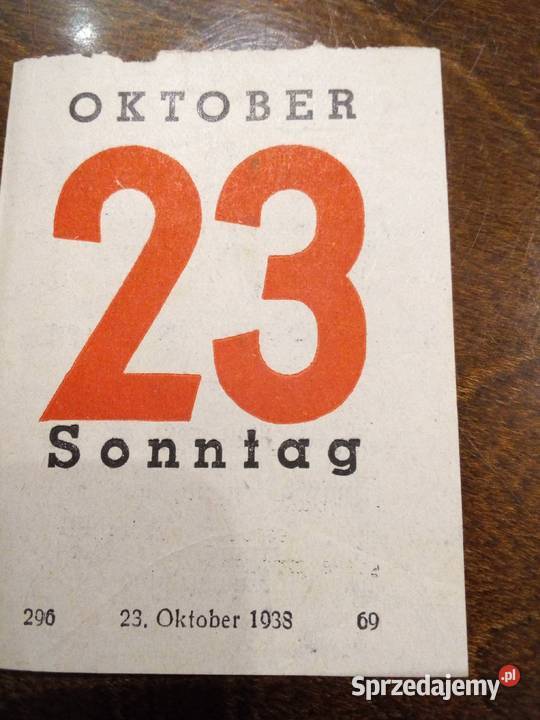 OKTOBER
23
Sonntag
296 23. Oktober 1938 69
Sprzedajemy.pl